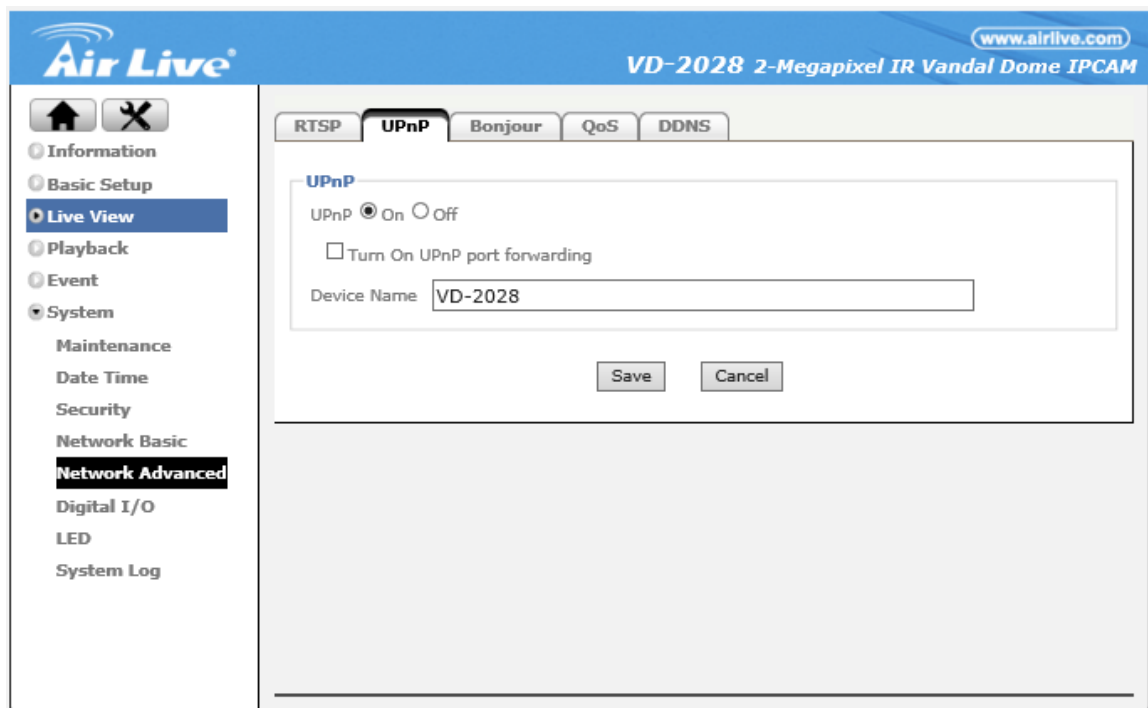 Air Live®
www.airlive.com
VD-2028 2-Megapixel IR Vandal Dome IPCAM
Information
Basic Setup
Live View
Playback
Event
System
Maintenance
Date Time
Security
Network Basic
Network Advanced
Digital I/O
LED
System Log
RTSP UPnP Bonjour QoS DDNS
UPnP
UPnP On Off
Turn On UPnP port forwarding
Device Name VD-2028
Save Cancel